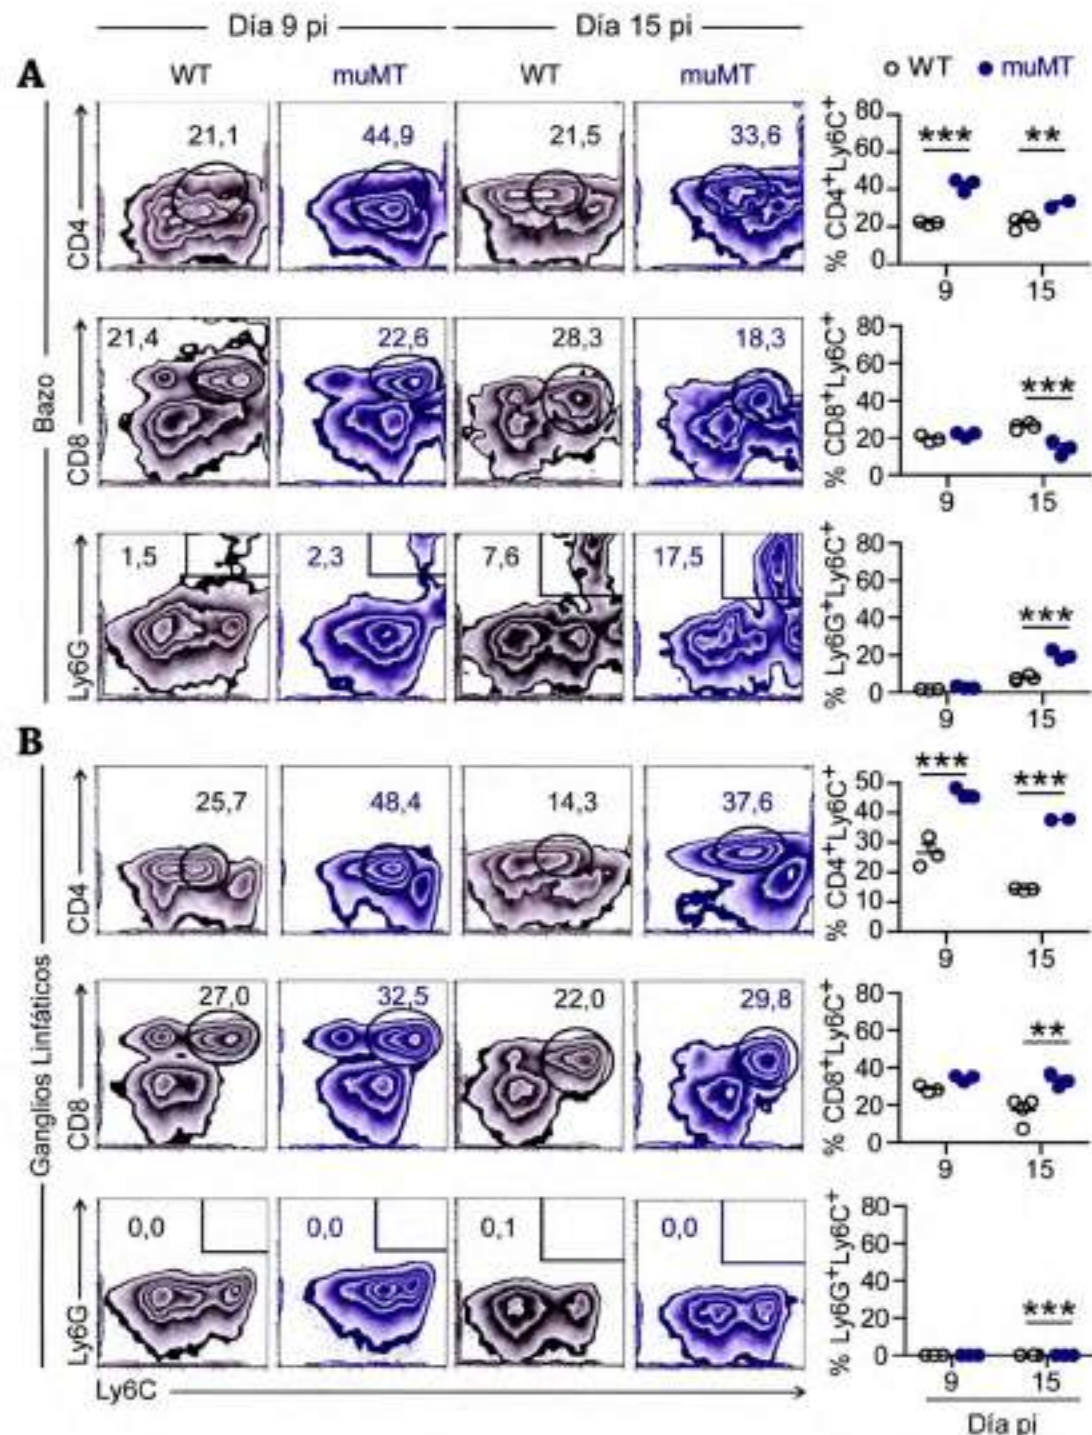 Día 9 pi Día 15 pi
A WT muMT WT muMT WT muMT
Bazo
CD4 21,1 44,9 21,5 33,6
% CD4+Ly6C+
80
60
40
20
0
*** **
9 15
CD8 21,4 22,6 28,3 18,3
% CD8+Ly6C+
80
60
40
20
0
***
9 15
Ly6G 1,5 2,3 7,6 17,5
% Ly6G+Ly6C+
80
60
40
20
0
***
9 15
B
Ganglios Linfáticos
CD4 25,7 48,4 14,3 37,6
% CD4+Ly6C+
50
40
30
20
10
0
*** ***
9 15
CD8 27,0 32,5 22,0 29,8
% CD8+Ly6C+
80
60
40
20
0
**
9 15
Ly6G 0,0 0,0 0,1 0,0
% Ly6G+Ly6C+
80
60
40
20
0
***
9 15
Ly6C
Día pi